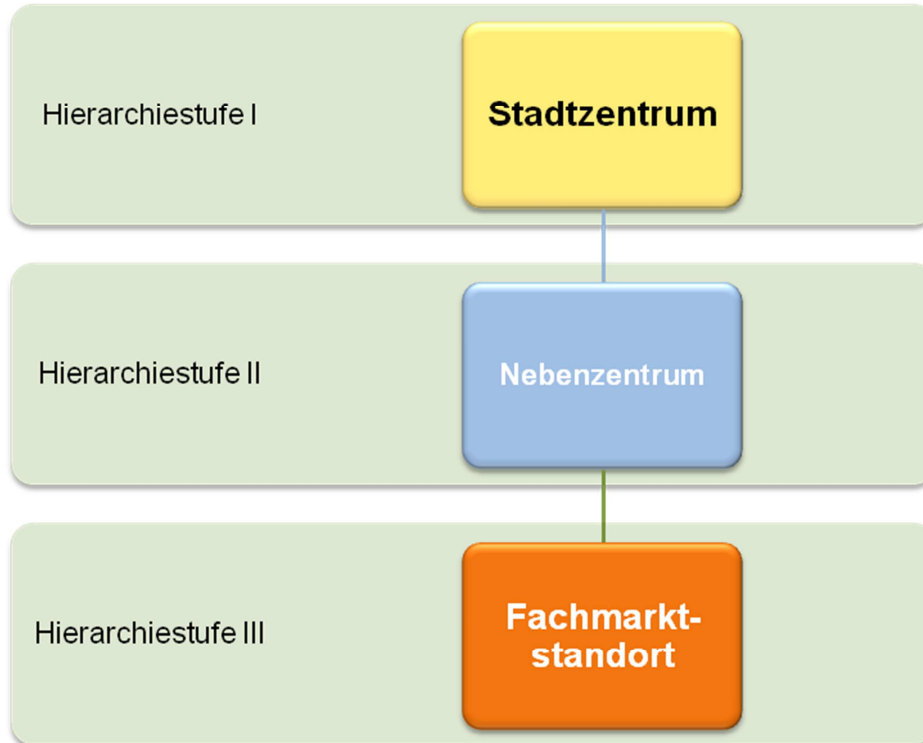 Hierarchiestufe I
Stadtzentrum
Hierarchiestufe II
Nebenzentrum
Hierarchiestufe III
Fachmarkt-
standort